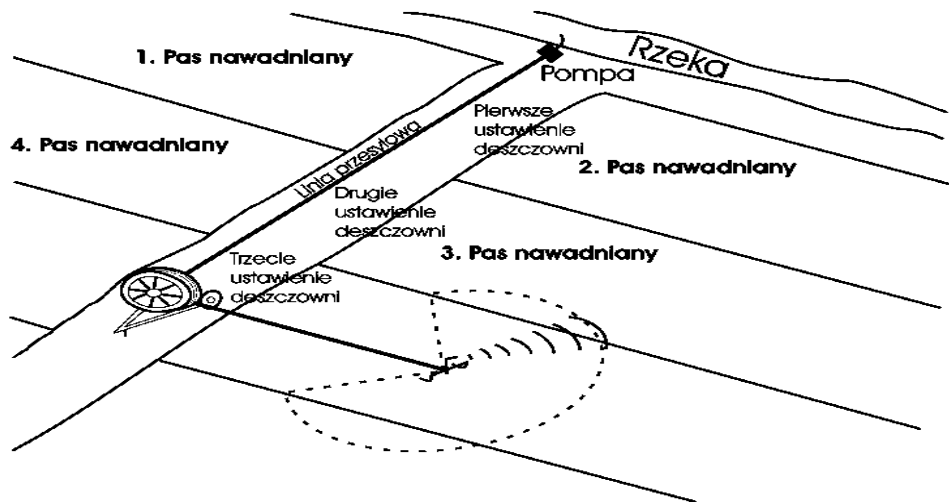 Rzeka
1. Pas nawadniany
Pompa
Pierwsze
ustawienie
deszczowni
4. Pas nawadniany
Linia przesyłowa
2. Pas nawadniany
Drugie
ustawienie
deszczowni
3. Pas nawadniany
Trzecie
ustawienie
deszczowni